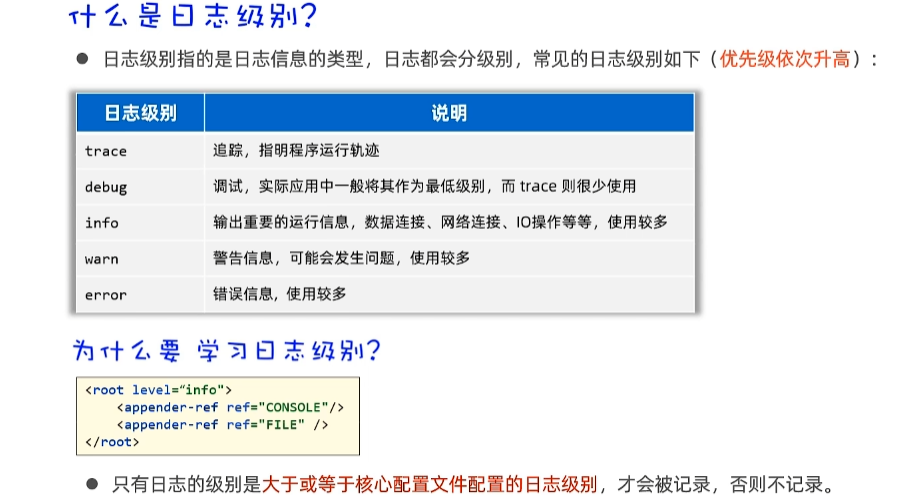 什么是日志级别？
● 日志级别指的是日志信息的类型，日志都会分级别，常见的日志级别如下（优先级依次升高）：
日志级别 说明
trace 追踪，指明程序运行轨迹
debug 调试，实际应用中一般将其作为最低级别，而 trace 则很少使用
info 输出重要的运行信息，数据连接、网络连接、IO操作等等，使用较多
warn 警告信息，可能会发生问题，使用较多
error 错误信息, 使用较多
为什么要 学习日志级别？
<root level=“info">
<appender-ref ref="CONSOLE"/>
<appender-ref ref="FILE" />
</root>
● 只有日志的级别是大于或等于核心配置文件配置的日志级别，才会被记录，否则不记录。